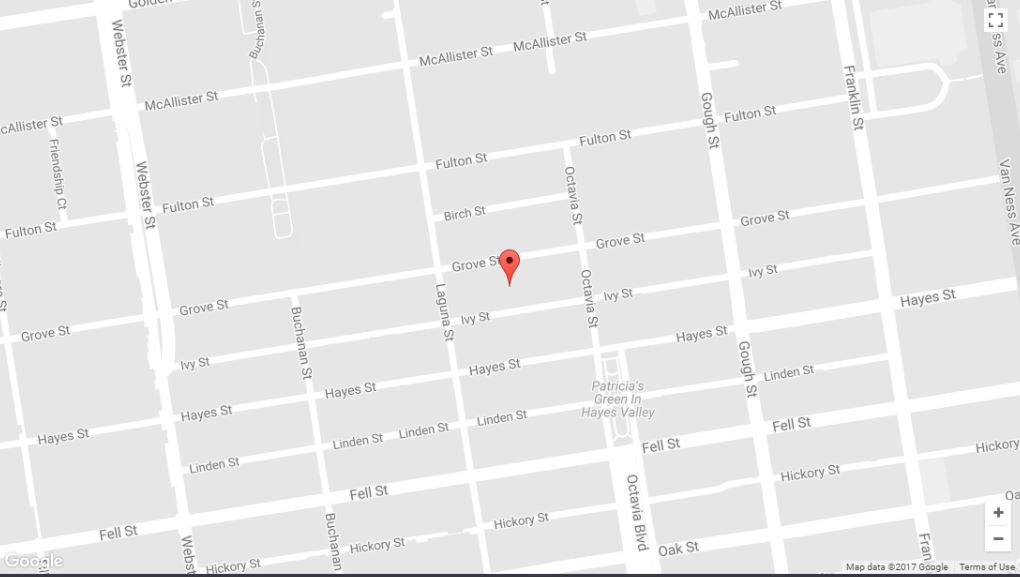 Golden
McAllister St
McAllister St
McAllister St
McAllister St
Webster St
Buchanan S
Ness Ave
Franklin St
Gough St
Fulton St
Fulton St
Fulton St
Friendship Ct
Webster St
Octavia St
Van Ness Ave
Fulton St
Fulton St
Birch St
Grove St
Grove St
Grove St
Ivy St
Grove St
Grove St
Laguna St
Octavia St
Ivy St
Hayes St
Buchanan St
Ivy St
Hayes St
Ivy St
Gough St
Hayes St
Linden St
Hayes St
Patricia's
Green In
Hayes Valley
Hayes St
Linden St
Hayes St
Linden St
Linden St
Fell St
Fell St
Linden St
Hickory St
Hickory
Fell St
Octavia Blvd
Fell St
Buchanan
Hickory St
Oak St
Hickory St
Hickory St
Webst
Fran
+
−
Google
Map data ©2017 Google
Terms of Use